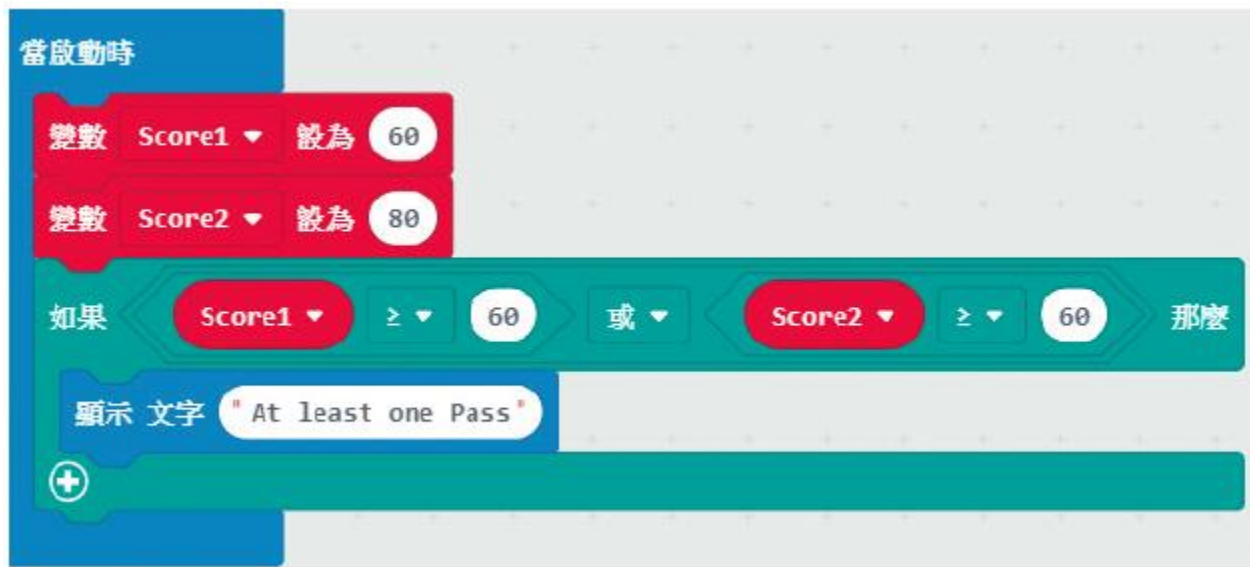 當啟動時
變數 Score1 設為 60
變數 Score2 設為 80
如果 Score1 ≥ 60 或 Score2 ≥ 60 那麼
顯示 文字 "At least one Pass"